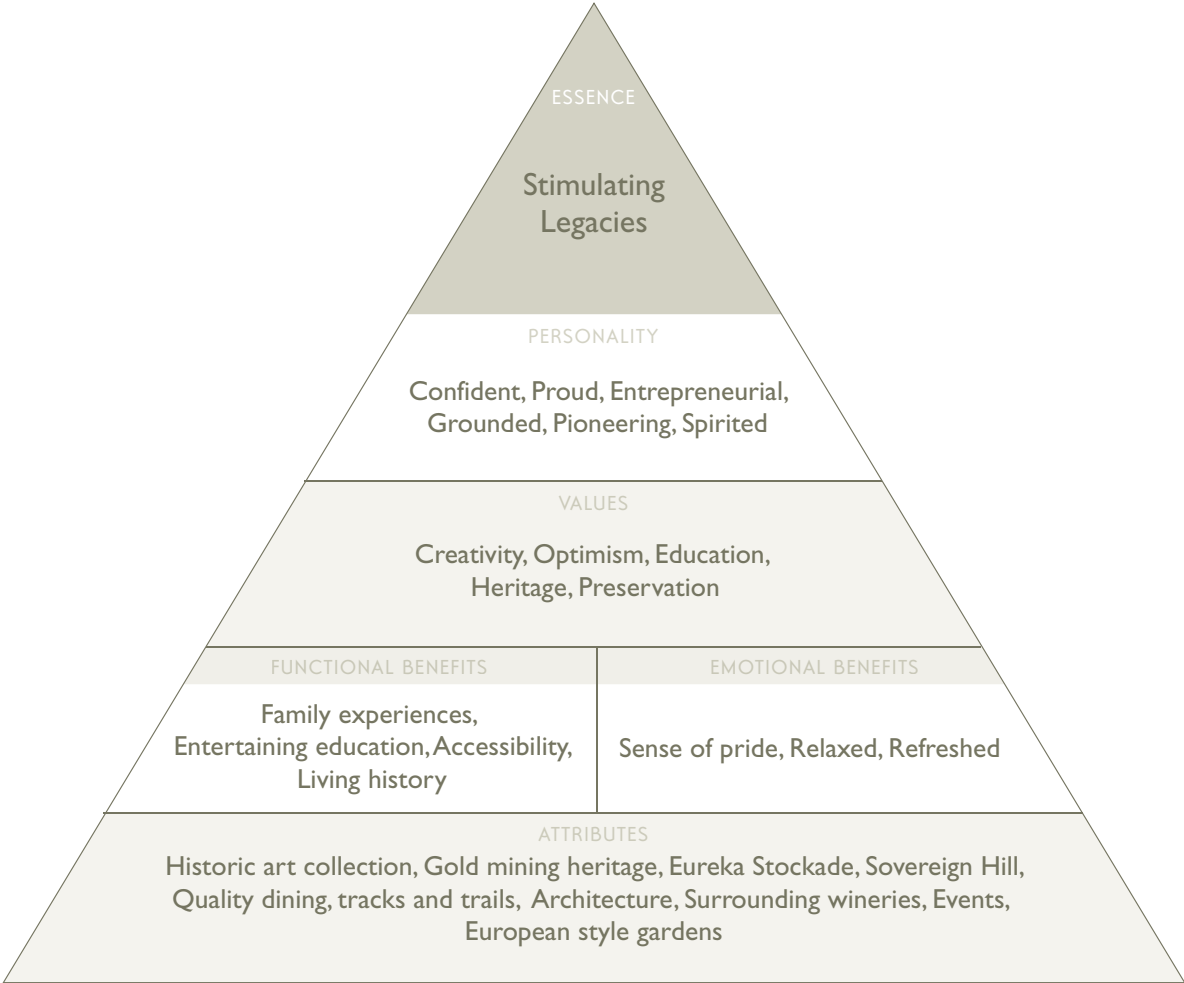 ESSENCE
Stimulating
Legacies
PERSONALITY
Confident, Proud, Entrepreneurial,
Grounded, Pioneering, Spirited
VALUES
Creativity, Optimism, Education,
Heritage, Preservation
FUNCTIONAL BENEFITS
Family experiences,
Entertaining education, Accessibility,
Living history
EMOTIONAL BENEFITS
Sense of pride, Relaxed, Refreshed
ATTRIBUTES
Historic art collection, Gold mining heritage, Eureka Stockade, Sovereign Hill,
Quality dining, tracks and trails, Architecture, Surrounding wineries, Events,
European style gardens